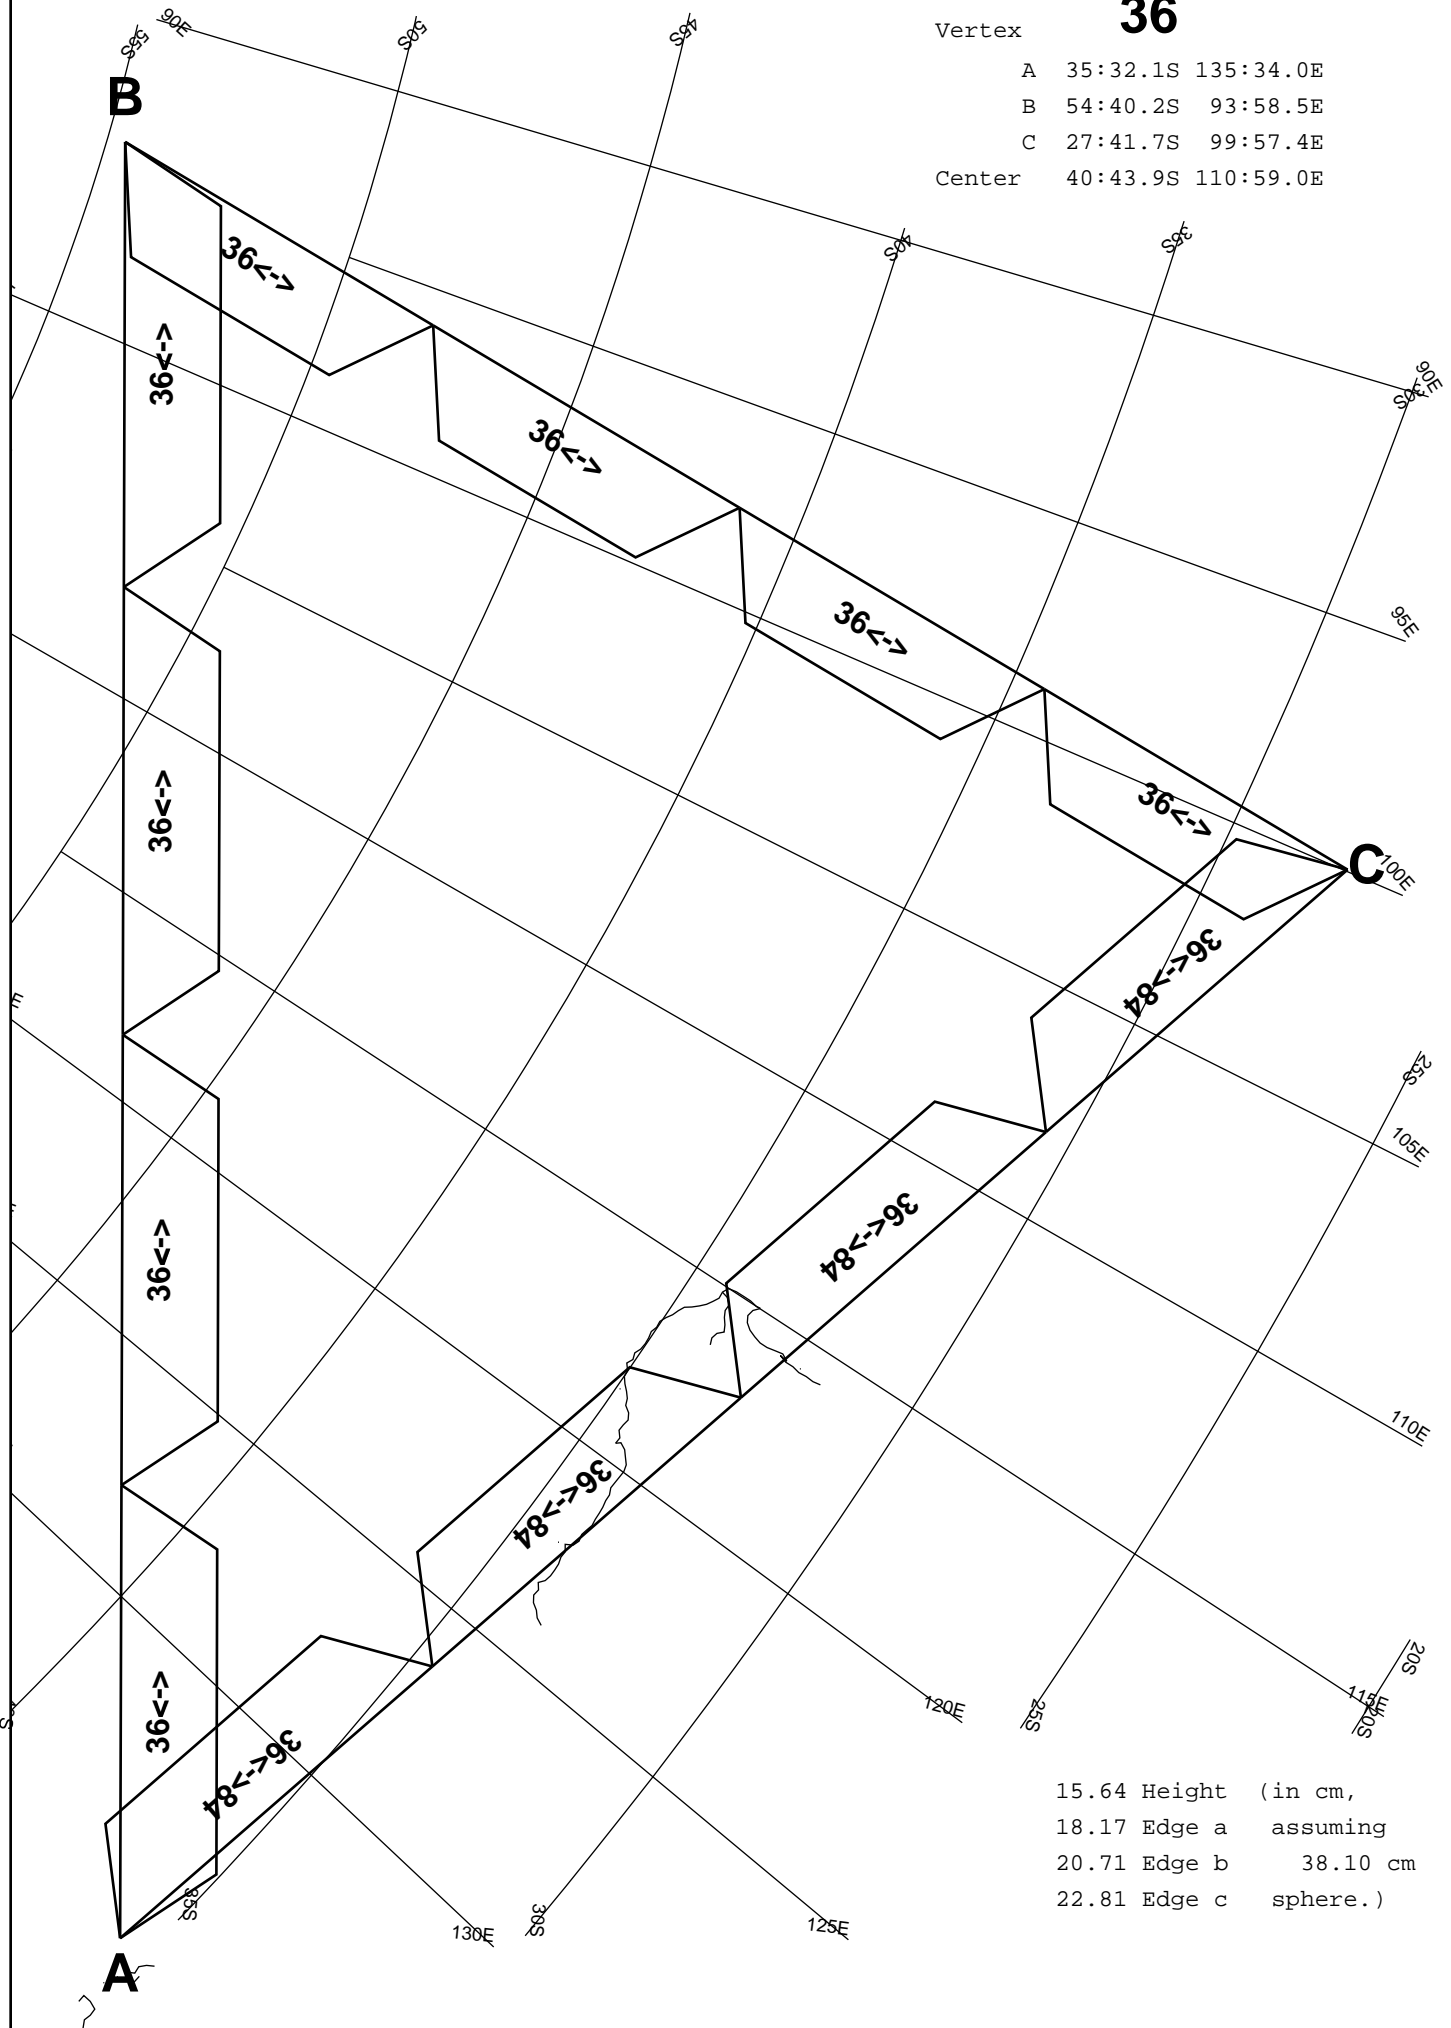 36
Vertex
A 35:32.1S 135:34.0E
B 54:40.2S 93:58.5E
C 27:41.7S 99:57.4E
Center 40:43.9S 110:59.0E
90E
55S
50S
45S
40S
35S
30S
90E
B
36<->
36<->
36<->
36<->
36<->
95E
36<->
36<->
C
100E
36<->84
E
25S
105E
36<->84
36<->
110E
36<->84
36<->
36<->84
20S
115E
20S
120E
25S
15.64 Height (in cm,
18.17 Edge a assuming
20.71 Edge b 38.10 cm
22.81 Edge c sphere.)
35S
130E
30S
125E
A